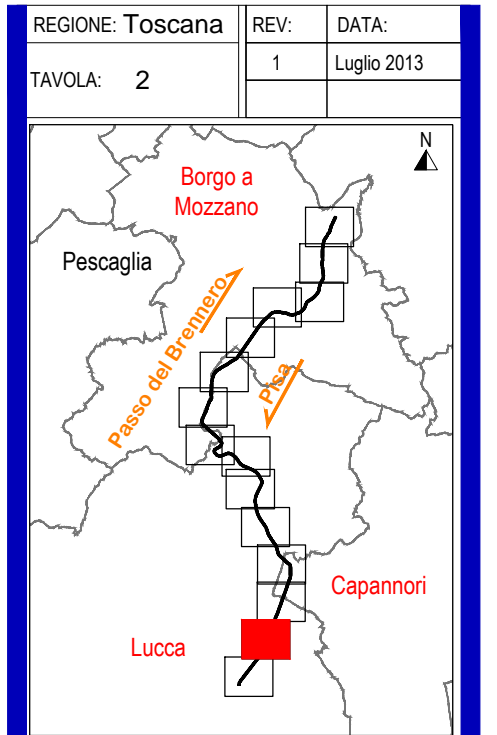 REGIONE: Toscana
REV:
DATA:
TAVOLA: 2
1
Luglio 2013
N
Borgo a
Mozzano
Pescaglia
Passo del Brennero
Pisa
Capannori
Lucca